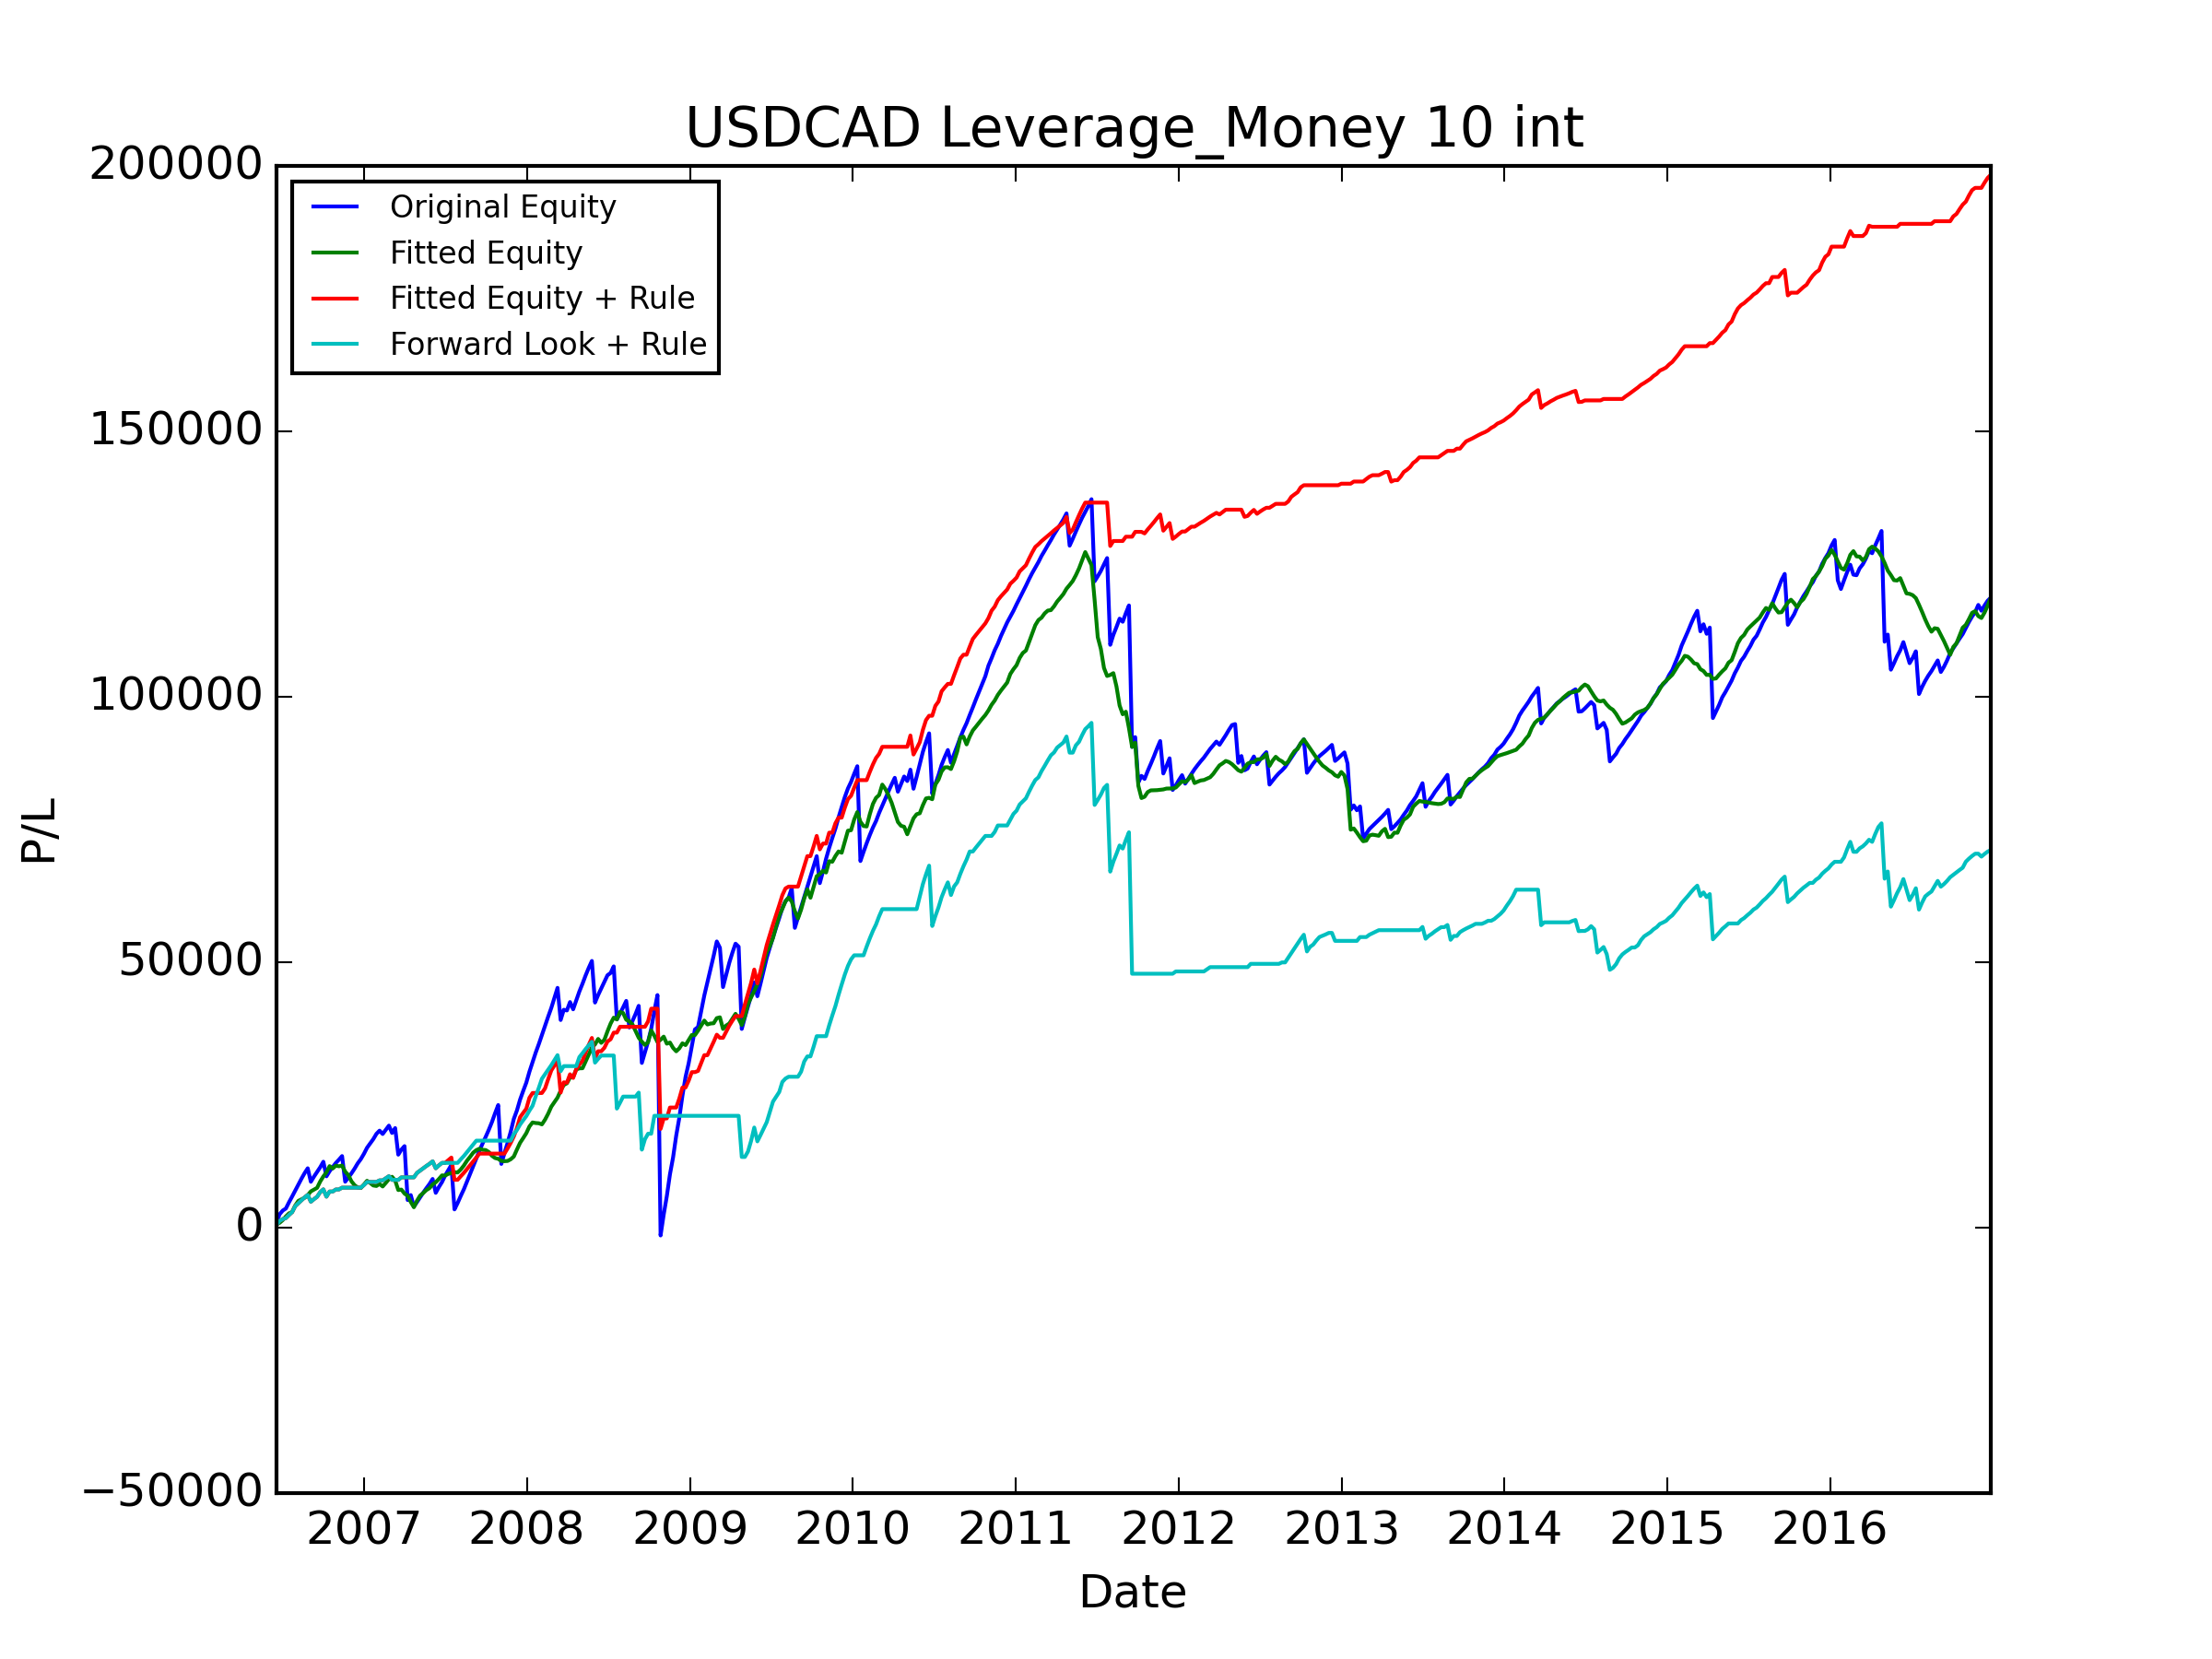 USDCAD Leverage_Money 10 int
200000
150000
100000
50000
0
−50000
P/L
Original Equity
Fitted Equity
Fitted Equity + Rule
Forward Look + Rule
2007 2008 2009 2010 2011 2012 2013 2014 2015 2016
Date